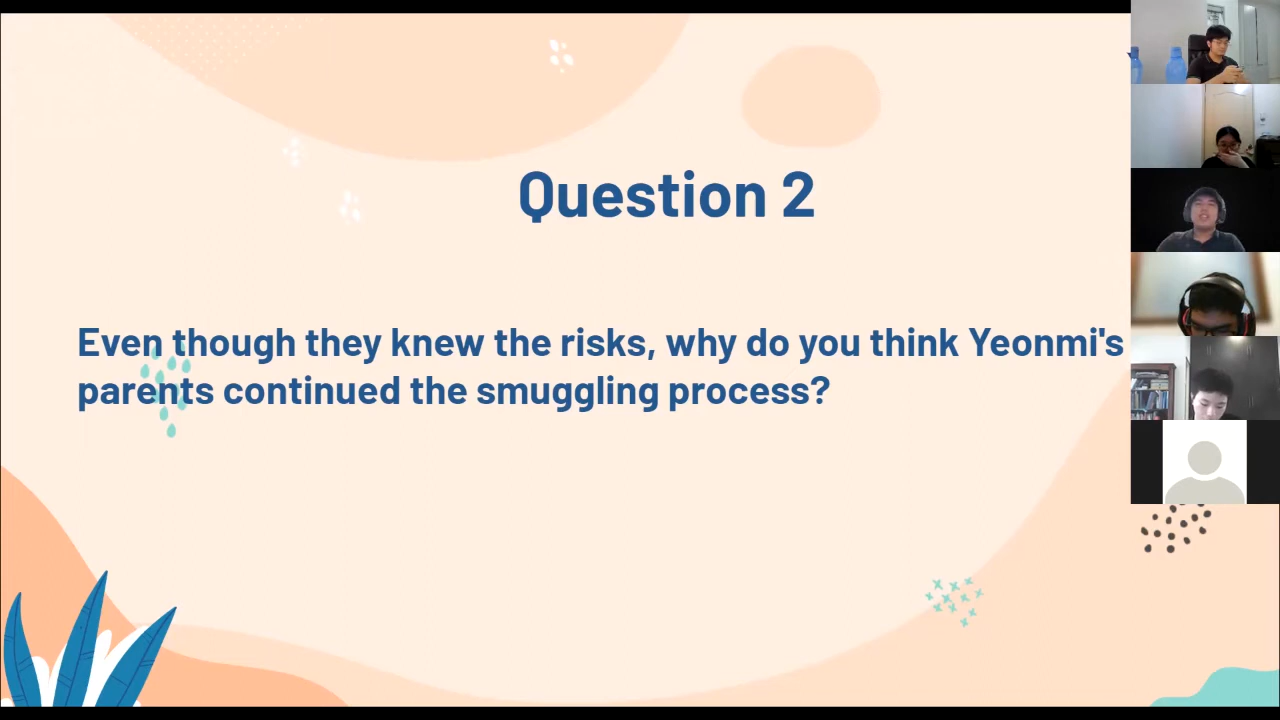 Question 2
Even though they knew the risks, why do you think Yeonmi's
parents continued the smuggling process?